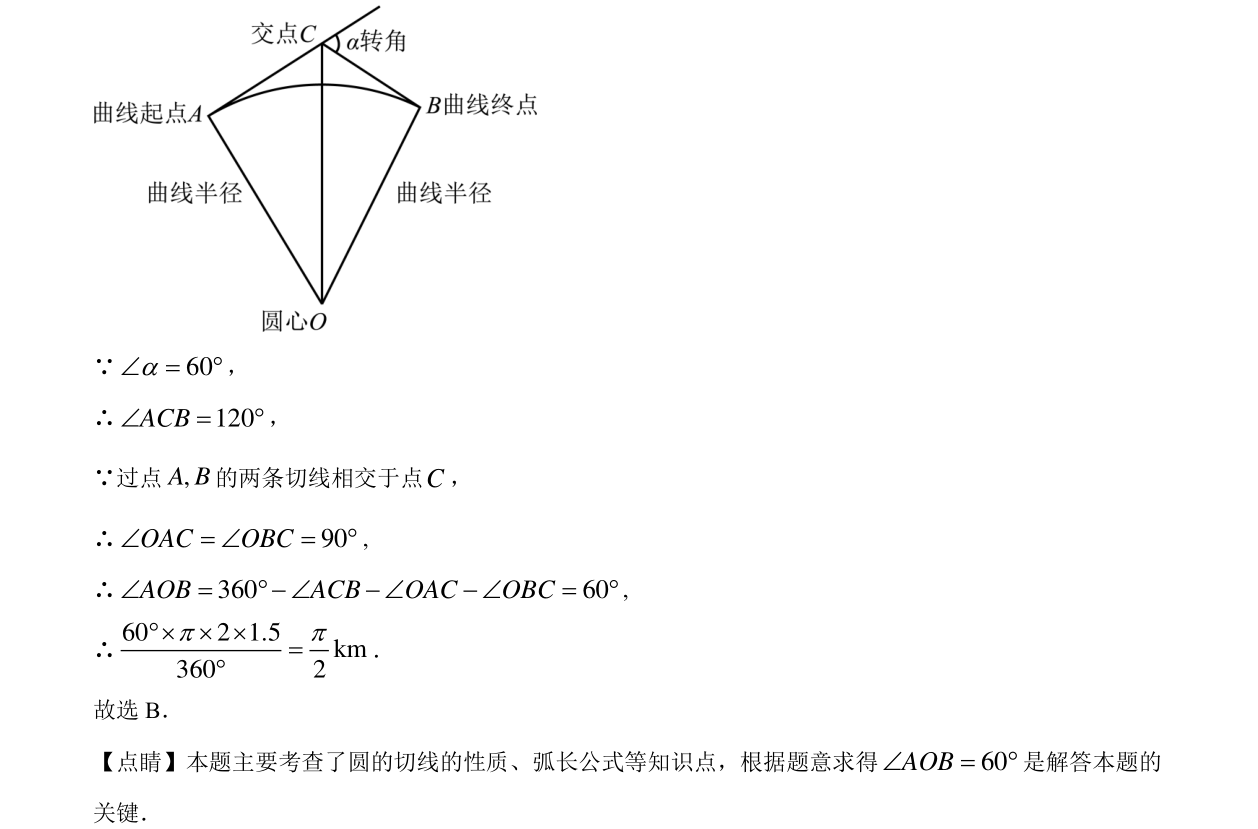 交点C
α转角
曲线起点A
B曲线终点
曲线半径
曲线半径
圆心O
∵∠α=60°，
∴∠ACB=120°，
∵过点A,B的两条切线相交于点C，
∴∠OAC=∠OBC=90°，
∴∠AOB=360°−∠ACB−∠OAC−∠OBC=60°，
∴(60°×π×2×1.5)/360°=π/2 km．
故选 B．
【点睛】本题主要考查了圆的切线的性质、弧长公式等知识点，根据题意求得∠AOB=60°是解答本题的
关键．